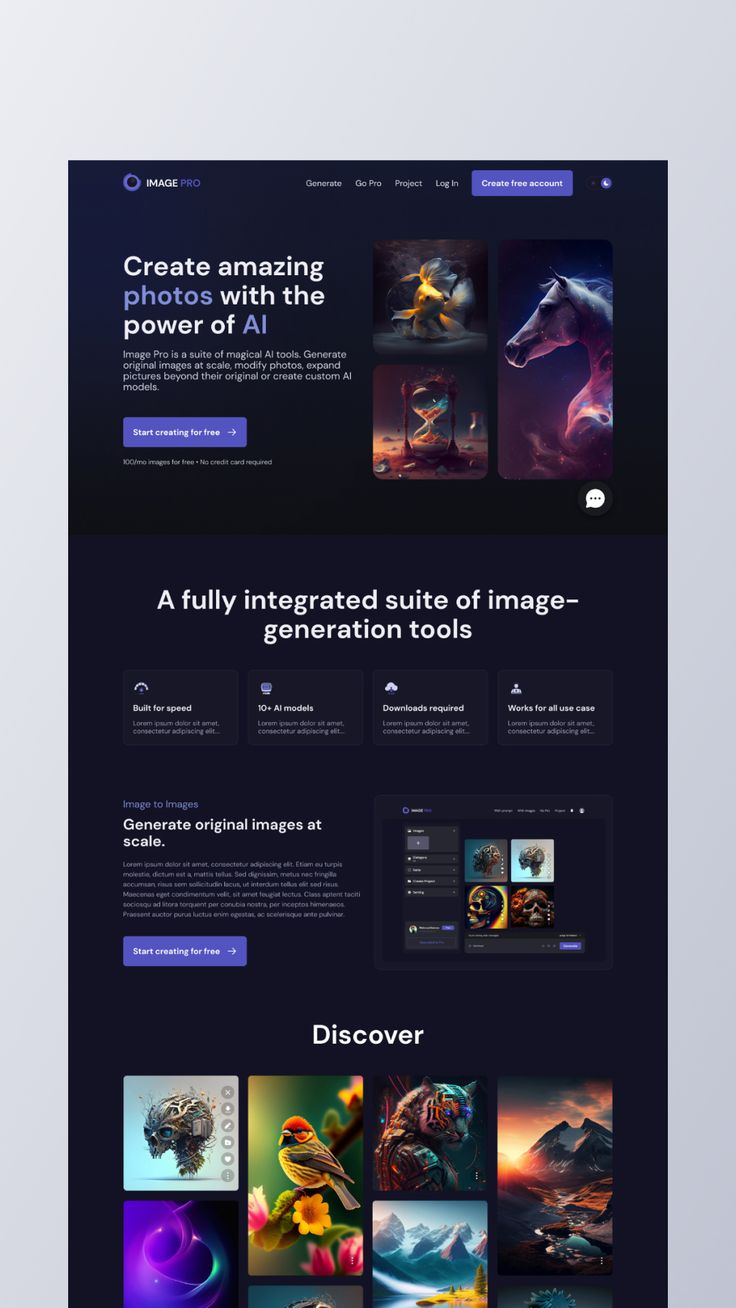 IMAGE PRO
Generate
Go Pro
Project
Log In
Create free account
Create amazing
photos with the
power of AI
Image Pro is a suite of magical AI tools. Generate
original images at scale, modify photos, expand
pictures beyond their original or create custom AI
models.
Start creating for free
100/mo images for free • No credit card required
A fully integrated suite of image-
generation tools
Built for speed
Lorem ipsum dolor sit amet,
consectetur adipiscing elit...
10+ AI models
Lorem ipsum dolor sit amet,
consectetur adipiscing elit...
Downloads required
Lorem ipsum dolor sit amet,
consectetur adipiscing elit...
Works for all use case
Lorem ipsum dolor sit amet,
consectetur adipiscing elit...
Image to Images
Generate original images at
scale.
Lorem ipsum dolor sit amet, consectetur adipiscing elit. Etiam eu turpis
molestie, dictum est a, mattis tellus. Sed dignissim, metus nec fringilla
accumsan, risus sem sollicitudin lacus, ut interdum tellus elit sed risus.
Maecenas eget condimentum velit, sit amet feugiat lectus. Class aptent taciti
sociosqu ad litora torquent per conubia nostra, per inceptos himenaeos.
Praesent auctor purus luctus enim egestas, ac scelerisque ante pulvinar.
Start creating for free
IMAGE PRO
Go Pro
Project
Images
Create Project
Setting
Generate
Discover